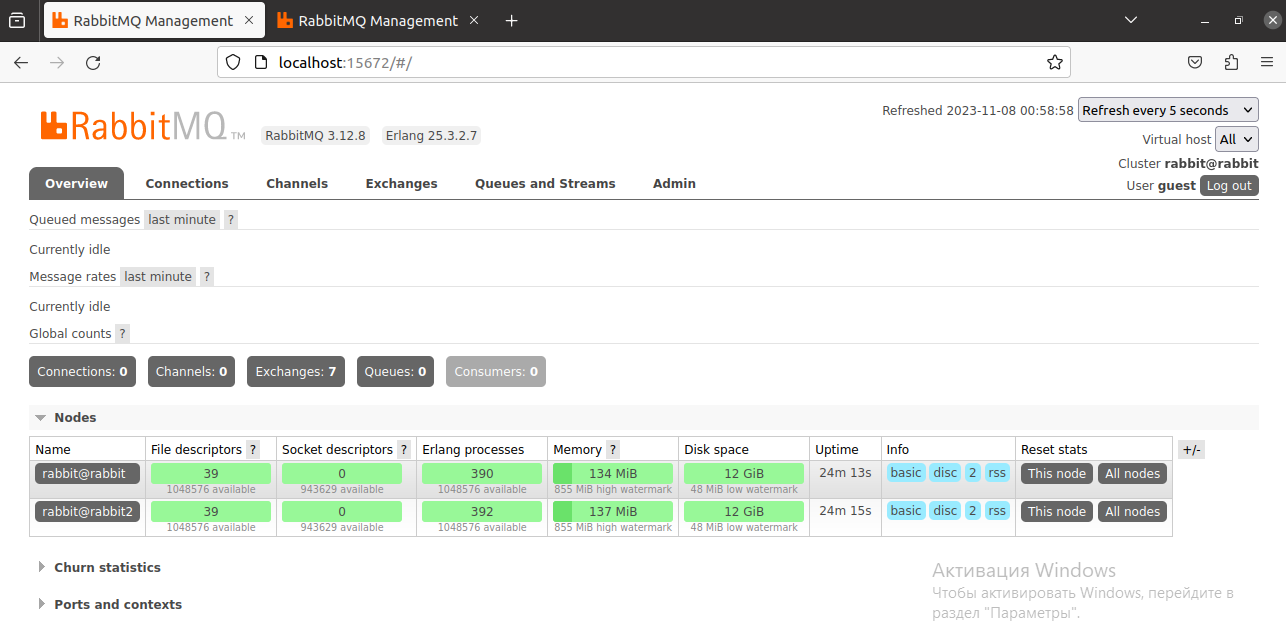 RabbitMQ Management
RabbitMQ Management
localhost:15672/#/
RabbitMQ TM
RabbitMQ 3.12.8 Erlang 25.3.2.7
Refreshed 2023-11-08 00:58:58 Refresh every 5 seconds
Virtual host All
Cluster rabbit@rabbit
User guest Log out
Overview Connections Channels Exchanges Queues and Streams Admin
Queued messages last minute ?
Currently idle
Message rates last minute ?
Currently idle
Global counts ?
Connections: 0 Channels: 0 Exchanges: 7 Queues: 0 Consumers: 0
Nodes
Name File descriptors ? Socket descriptors ? Erlang processes Memory ? Disk space Uptime Info Reset stats +/-
rabbit@rabbit 39 0 390 134 MiB 12 GiB 24m 13s basic disc 2 rss This node All nodes
1048576 available 943629 available 1048576 available 855 MiB high watermark 48 MiB low watermark
rabbit@rabbit2 39 0 392 137 MiB 12 GiB 24m 15s basic disc 2 rss This node All nodes
1048576 available 943629 available 1048576 available 855 MiB high watermark 48 MiB low watermark
Churn statistics
Ports and contexts
Активация Windows
Чтобы активировать Windows, перейдите в
раздел "Параметры".